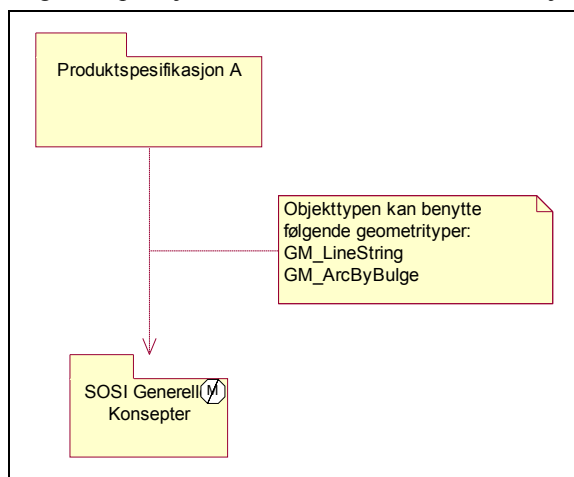 Produktspesifikasjon A
Objekttypen kan benytte
følgende geometrityper:
GM_LineString
GM_ArcByBulge
SOSI Generell
M
Konsepter